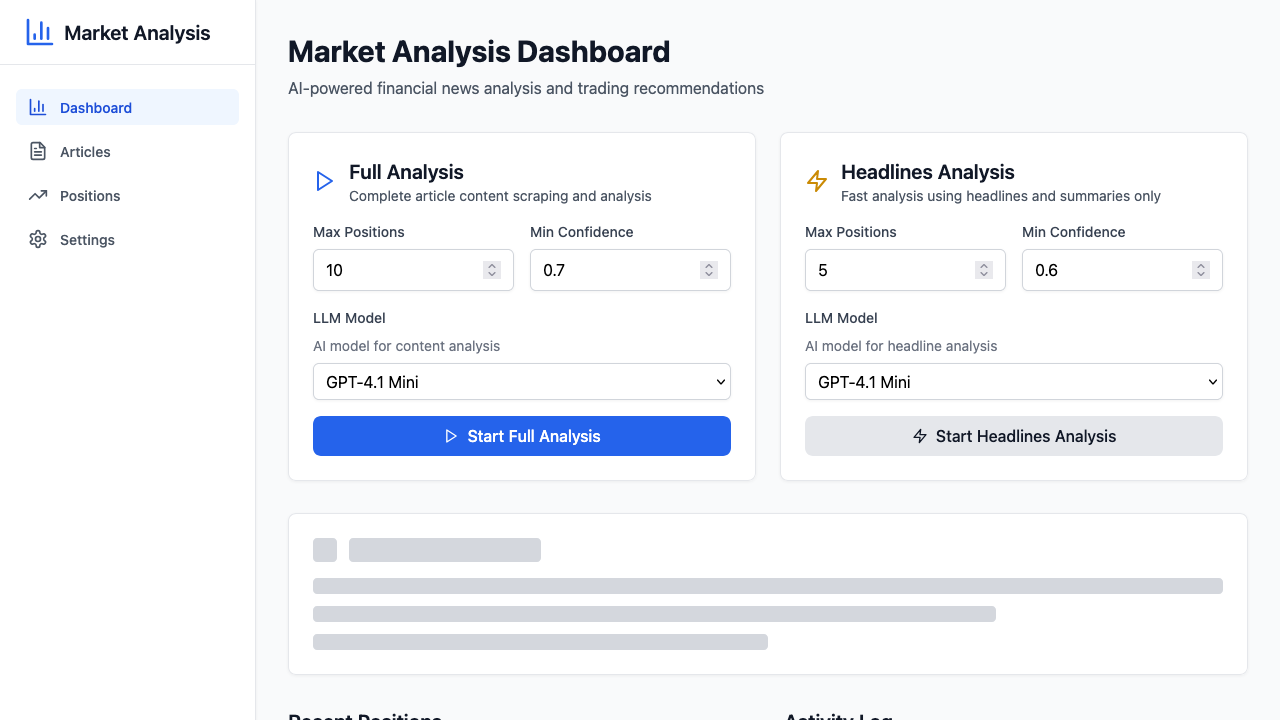 Market Analysis
Dashboard
Articles
Positions
Settings
Market Analysis Dashboard
AI-powered financial news analysis and trading recommendations
Full Analysis
Complete article content scraping and analysis
Max Positions
Min Confidence
10
0.7
LLM Model
AI model for content analysis
GPT-4.1 Mini
Start Full Analysis
Headlines Analysis
Fast analysis using headlines and summaries only
Max Positions
Min Confidence
5
0.6
LLM Model
AI model for headline analysis
GPT-4.1 Mini
Start Headlines Analysis
Recent Positions
Activity Log